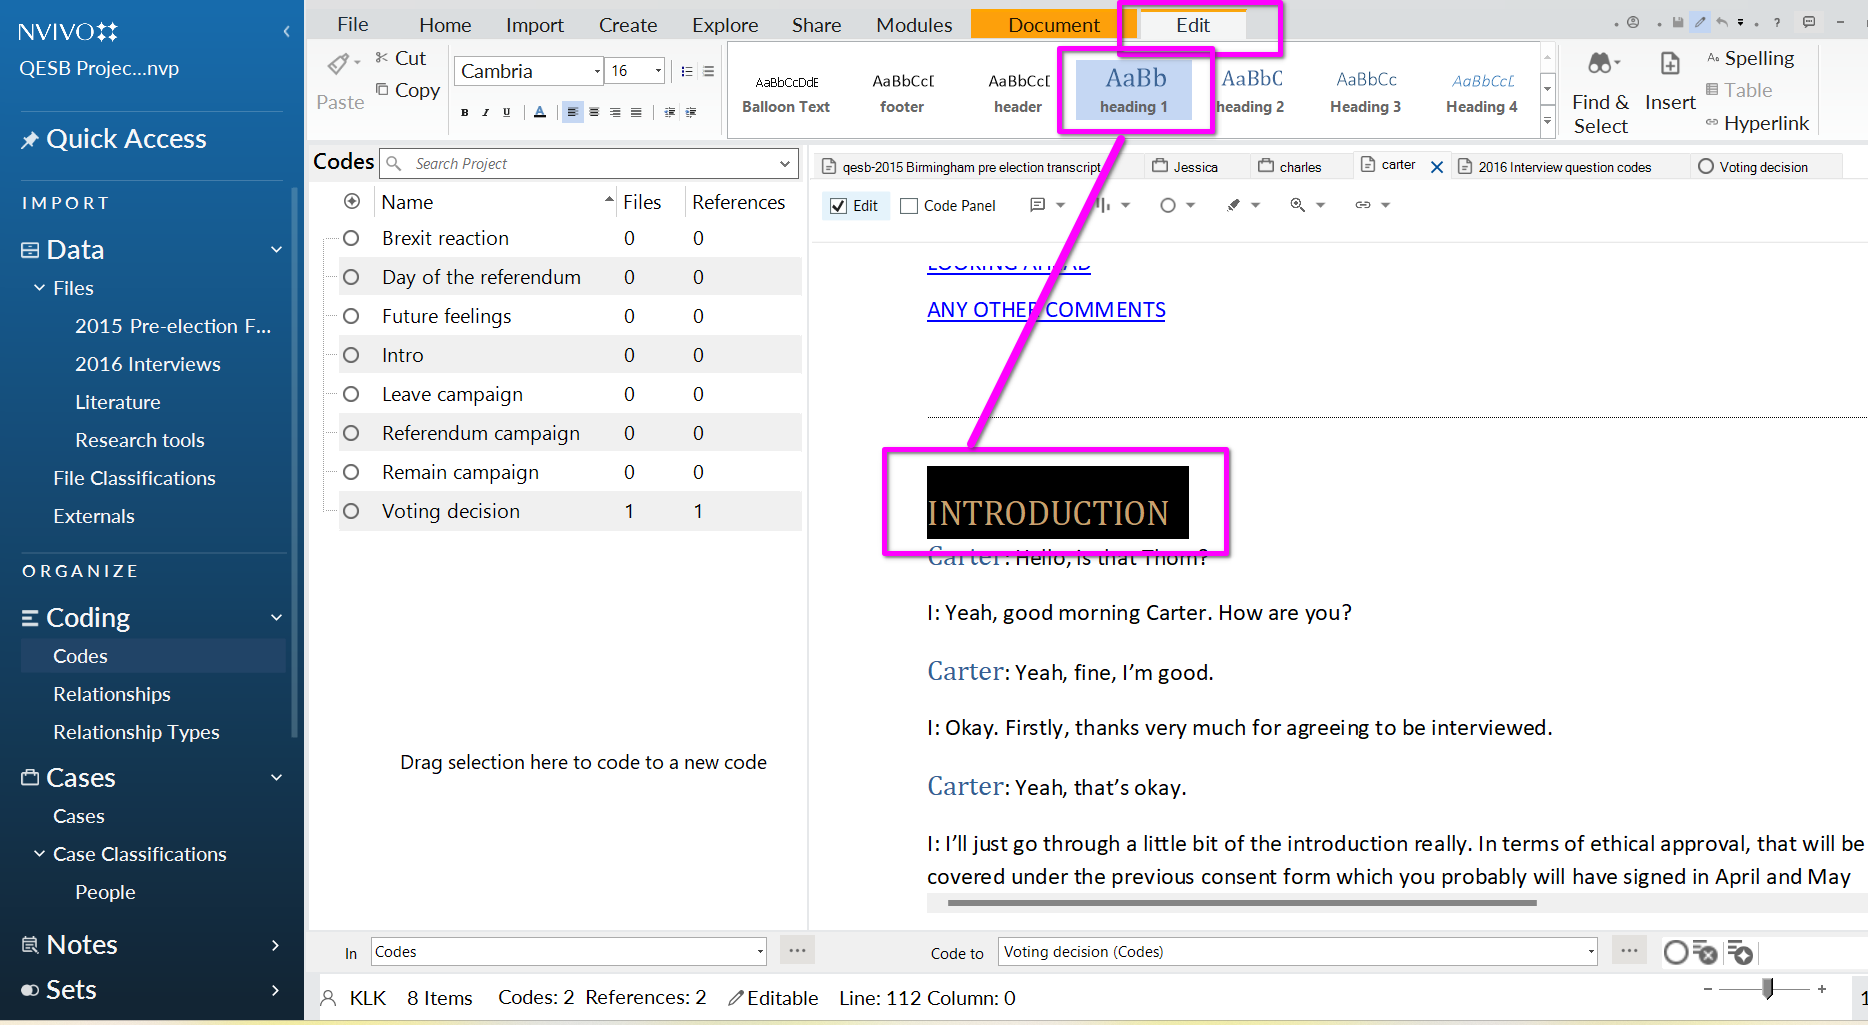 NVIVO
QESB Projec...nvp
Quick Access
IMPORT
Data
Files
2015 Pre-election F...
2016 Interviews
Literature
Research tools
File Classifications
Externals
ORGANIZE
Coding
Codes
Relationships
Relationship Types
Cases
Cases
Case Classifications
People
Notes
Sets
File Home Import Create Explore Share Modules Document Edit
Paste
Cut
Copy
Cambria 16
B I U A
AaBbCcDdE Balloon Text
AaBbCcI footer
AaBbCcI header
AaBb heading 1
AaBbC heading 2
AaBbCc Heading 3
AaBbCcI Heading 4
Find & Select
Insert
Spelling
Table
Hyperlink
Codes Search Project
Name Files References
Brexit reaction 0 0
Day of the referendum 0 0
Future feelings 0 0
Intro 0 0
Leave campaign 0 0
Referendum campaign 0 0
Remain campaign 0 0
Voting decision 1 1
Drag selection here to code to a new code
In Codes ...
qesb-2015 Birmingham pre election transcript Jessica charles carter 2016 Interview question codes Voting decision
Edit Code Panel
LOOKING AHEAD
ANY OTHER COMMENTS
INTRODUCTION
Carter: Hello, is that Thom?
I: Yeah, good morning Carter. How are you?
Carter: Yeah, fine, I’m good.
I: Okay. Firstly, thanks very much for agreeing to be interviewed.
Carter: Yeah, that’s okay.
I: I’ll just go through a little bit of the introduction really. In terms of ethical approval, that will be
covered under the previous consent form which you probably will have signed in April and May
Code to Voting decision (Codes) ...
KLK 8 Items Codes: 2 References: 2 Editable Line: 112 Column: 0